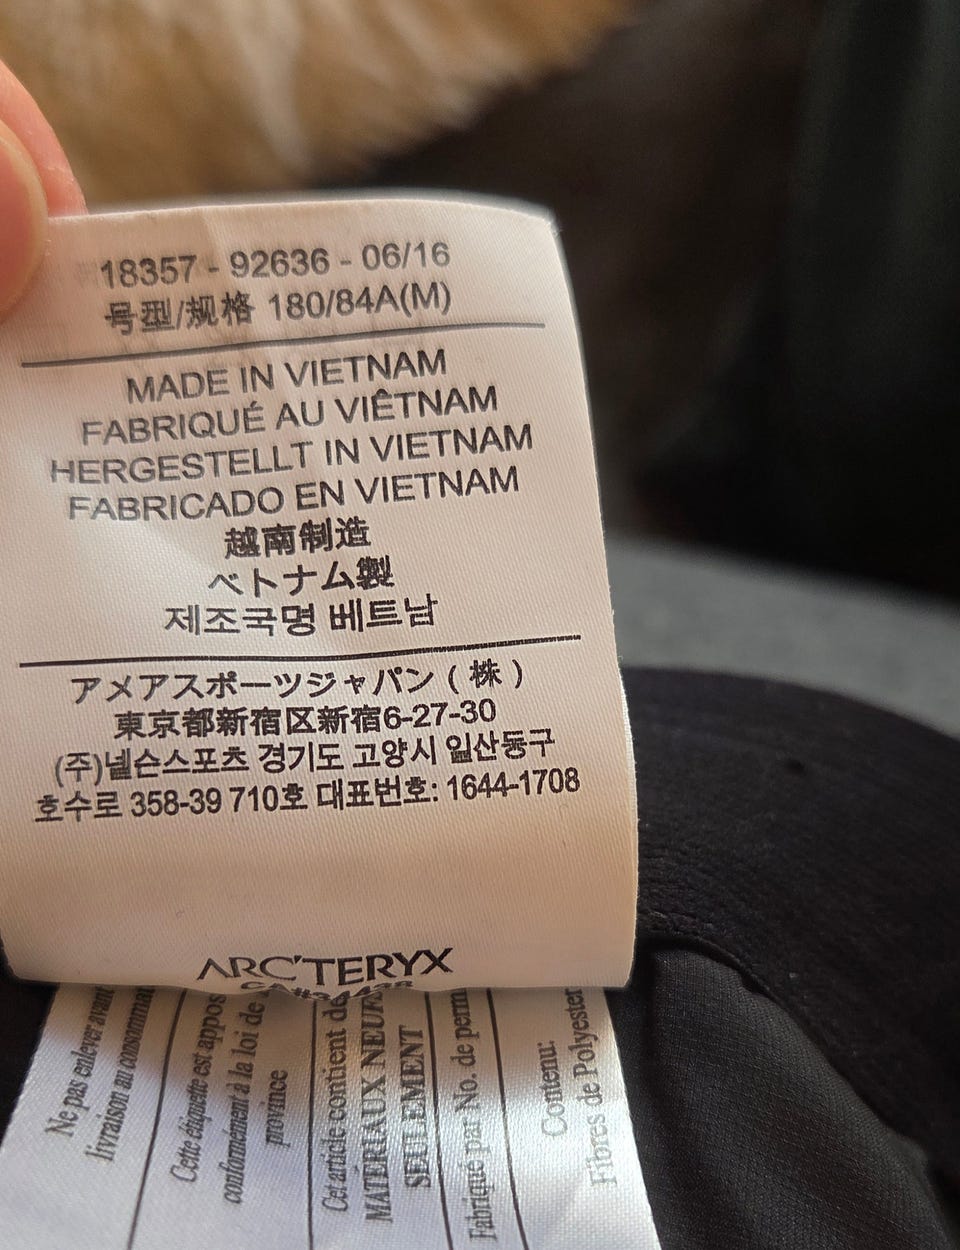 18357 - 92636 - 06/16
号型/规格 180/84A(M)
MADE IN VIETNAM
FABRIQUÉ AU VIÊTNAM
HERGESTELLT IN VIETNAM
FABRICADO EN VIETNAM
越南制造
ベトナム製
제조국명 베트남
アメアスポーツジャパン ( 株 )
東京都新宿区新宿6-27-30
(주)넬슨스포츠 경기도 고양시 일산동구
호수로 358-39 710호 대표번호: 1644-1708
ARC'TERYX
Ne pas enlever avant
livraison au consommat
Cette étiquette est appos
conformément à la loi de
province
Cet article contient de
MATÉRIAUX NEUFS
SEULEMENT
Fabriqué par No. de perm
Contenu:
Fibres de Polyester